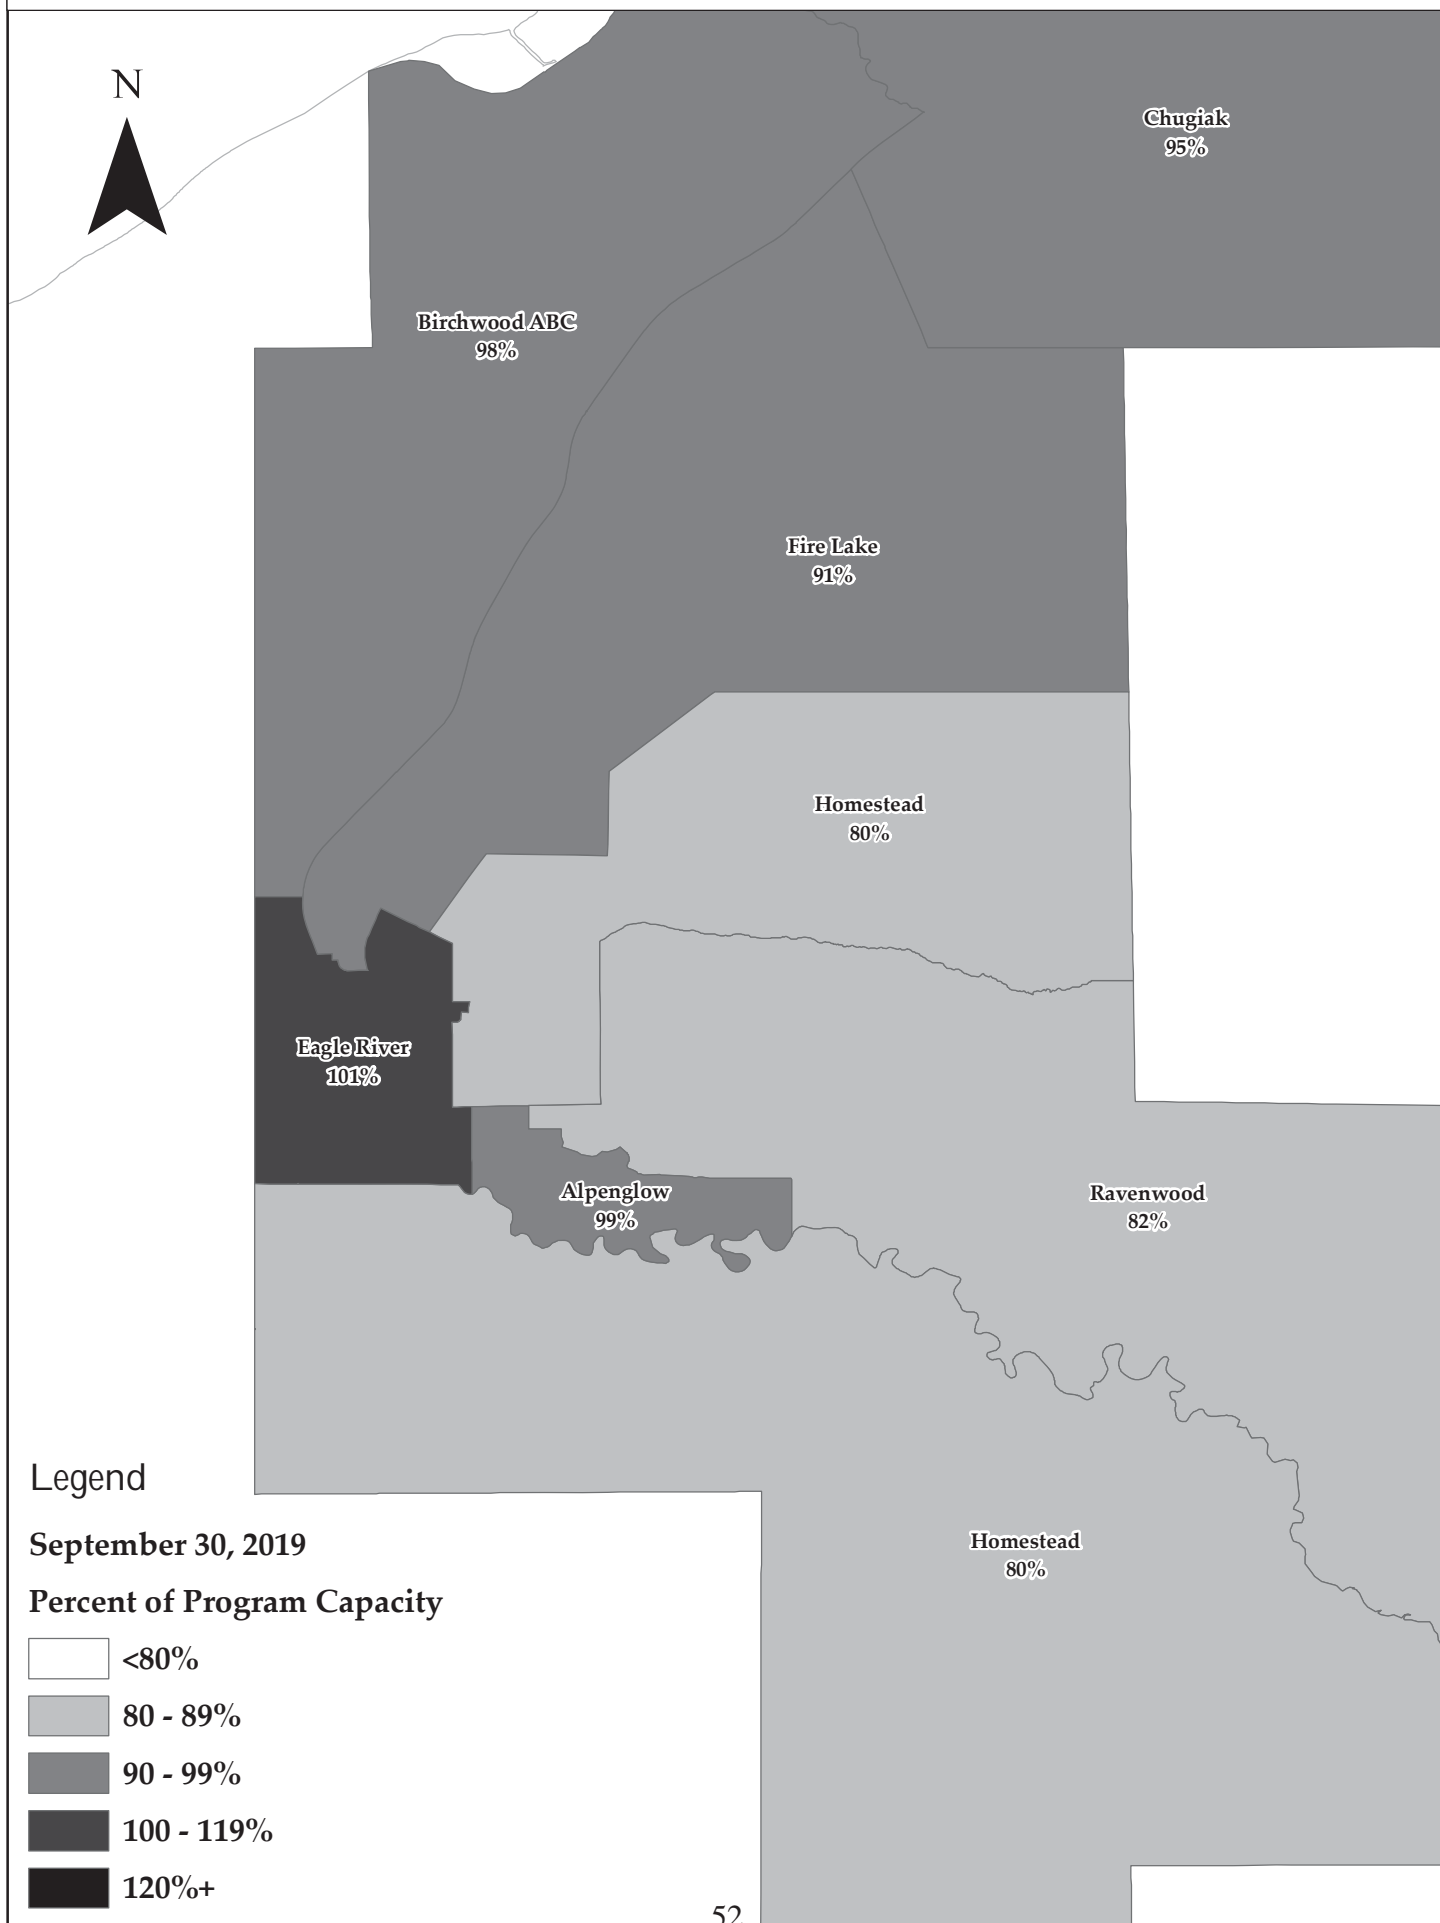 N
Chugiak
95%
Birchwood ABC
98%
Fire Lake
91%
Homestead
80%
Eagle River
101%
Alpenglow
99%
Ravenwood
82%
Homestead
80%
Legend
September 30, 2019
Percent of Program Capacity
<80%
80 - 89%
90 - 99%
100 - 119%
120%+
52